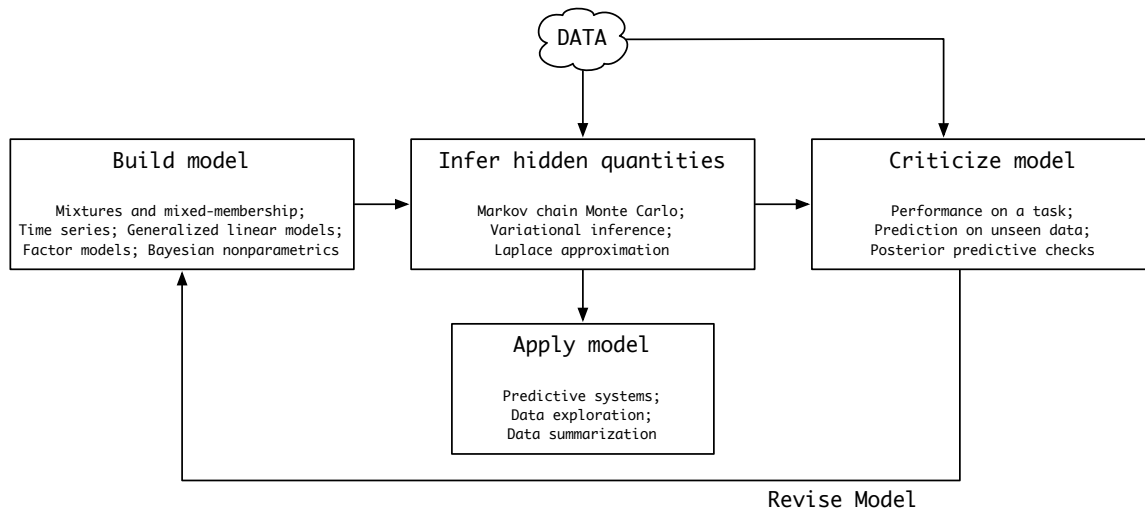 DATA
Build model
Mixtures and mixed-membership;
Time series; Generalized linear models;
Factor models; Bayesian nonparametrics
Infer hidden quantities
Markov chain Monte Carlo;
Variational inference;
Laplace approximation
Criticize model
Performance on a task;
Prediction on unseen data;
Posterior predictive checks
Apply model
Predictive systems;
Data exploration;
Data summarization
Revise Model